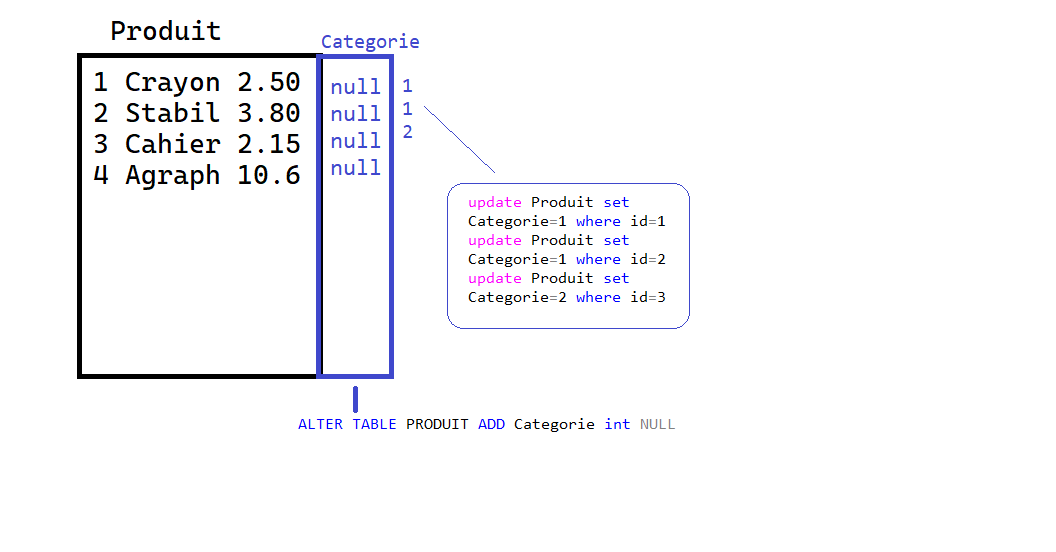 Produit
Categorie
1 Crayon 2.50
2 Stabil 3.80
3 Cahier 2.15
4 Agraph 10.6
null
null
null
null
1
1
2
update Produit set
Categorie=1 where id=1
update Produit set
Categorie=1 where id=2
update Produit set
Categorie=2 where id=3
ALTER TABLE PRODUIT ADD Categorie int NULL